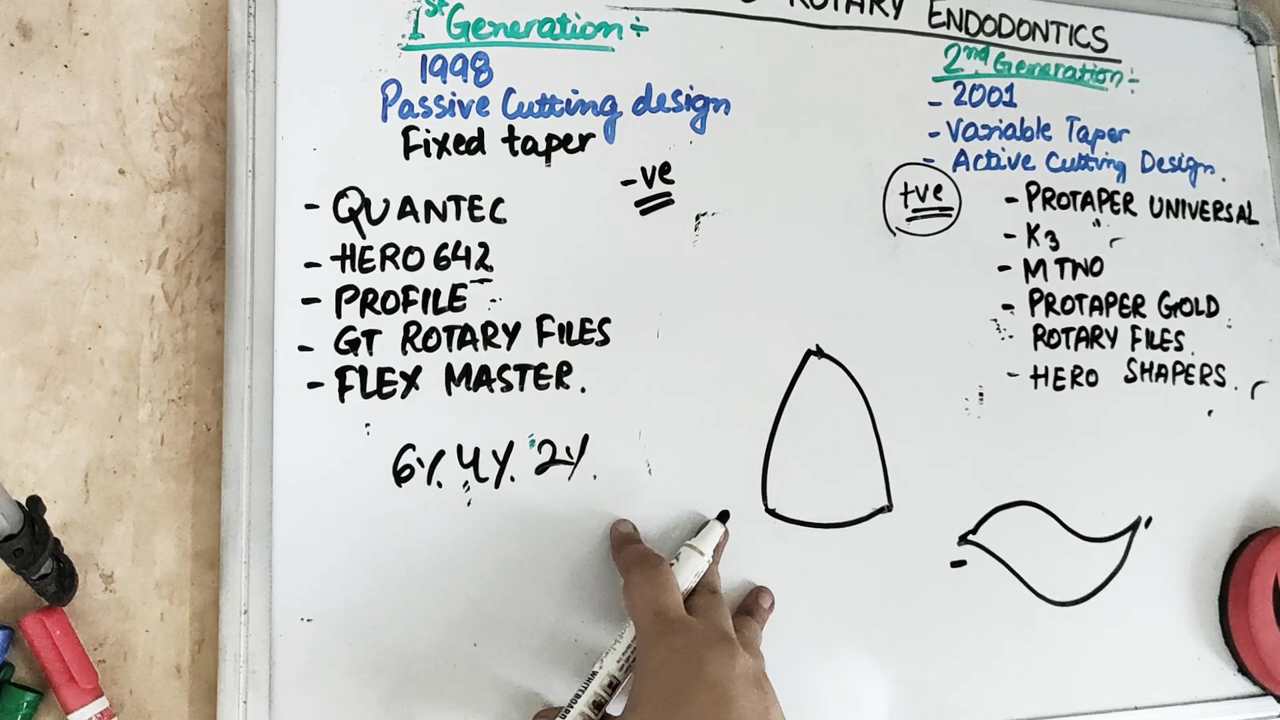 ROTARY ENDODONTICS
1st Generation :-
1998
Passive Cutting design
Fixed taper
-ve
- QUANTEC
- HERO 642
- PROFILE
- GT ROTARY FILES
- FLEX MASTER.
6% 4% 2%.
2nd Generation :-
- 2001
- Variable Taper
- Active Cutting Design.
+ve
- PROTAPER UNIVERSAL
- K3
- M TWO
- PROTAPER GOLD
ROTARY FILES.
- HERO SHAPERS.
WHITEBOARD